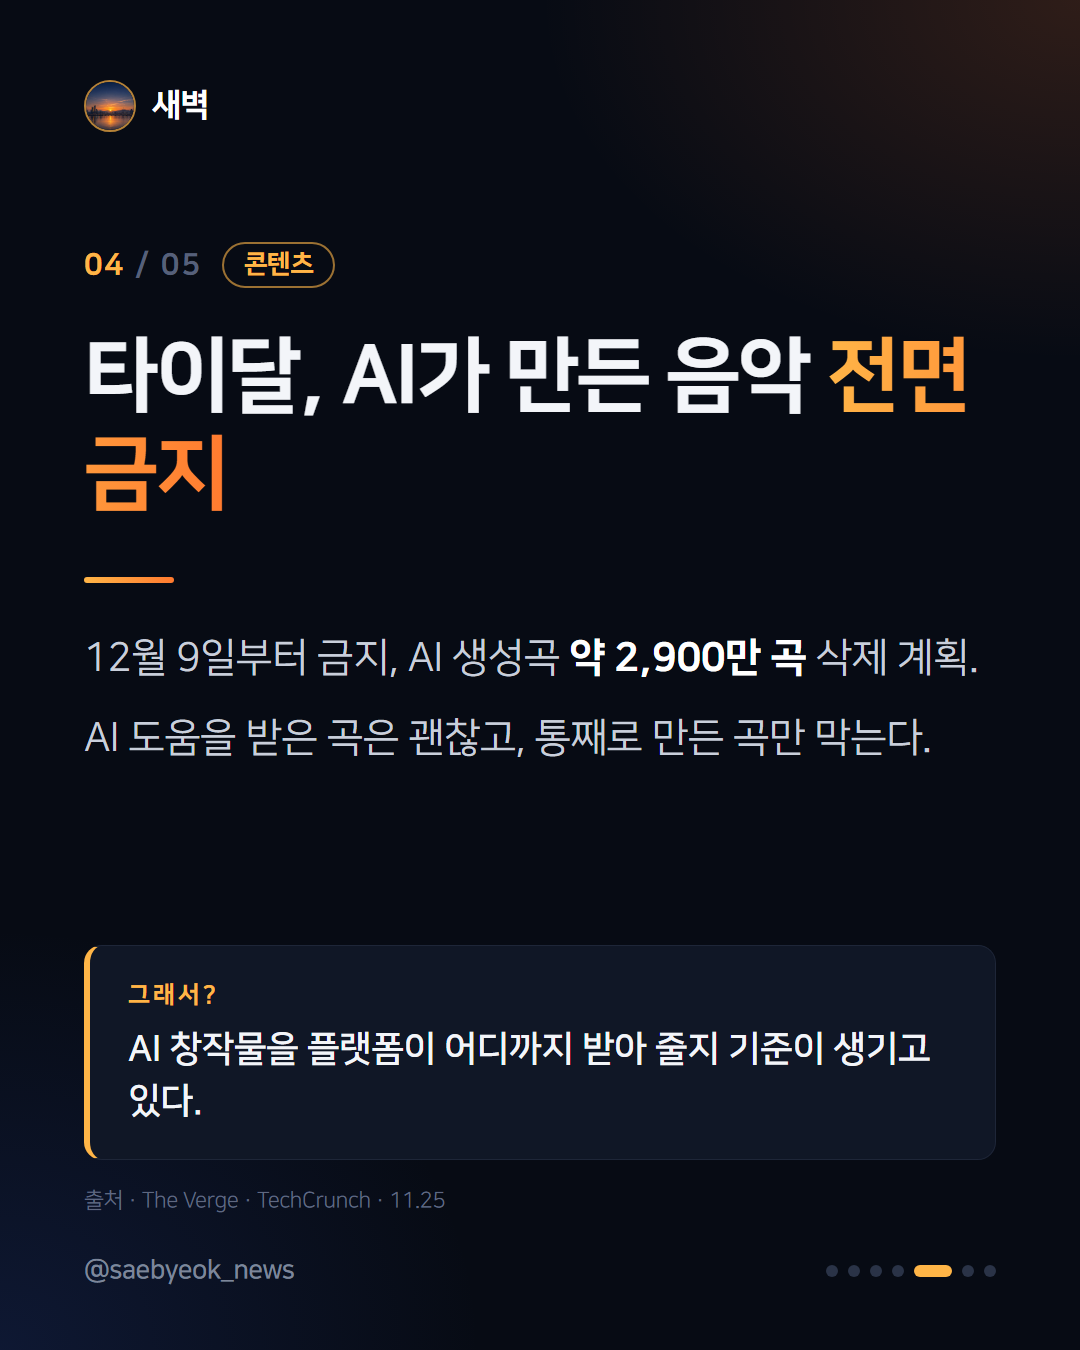 새벽
04 / 05 콘텐츠
타이달, AI가 만든 음악 전면
금지
12월 9일부터 금지, AI 생성곡 약 2,900만 곡 삭제 계획.
AI 도움을 받은 곡은 괜찮고, 통째로 만든 곡만 막는다.
그래서?
AI 창작물을 플랫폼이 어디까지 받아 줄지 기준이 생기고
있다.
출처 · The Verge · TechCrunch · 11.25
@saebyeok_news